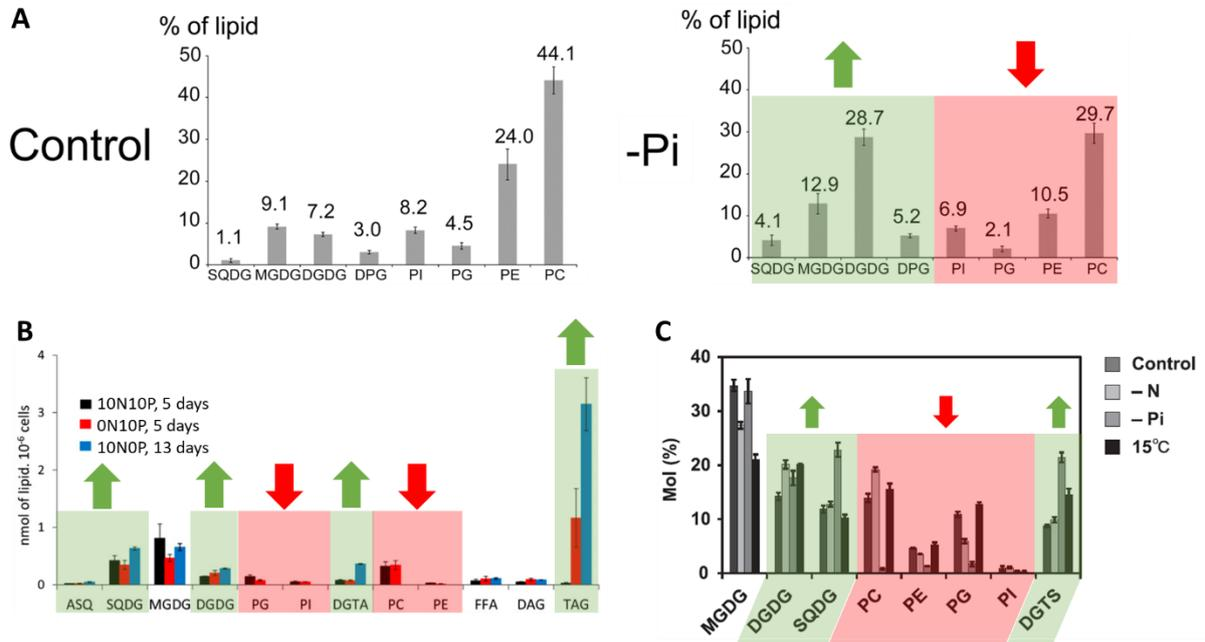 A
% of lipid
50
40
30
20
10
0
Control
1.1
9.1
7.2
3.0
8.2
4.5
24.0
44.1
SQDG MGDG DGDG DPG PI PG PE PC
% of lipid
50
40
30
20
10
0
-Pi
4.1
12.9
28.7
5.2
6.9
2.1
10.5
29.7
SQDG MGDG DGDG DPG PI PG PE PC
B
nmol of lipid. 10⁻⁶ cells
4
3
2
1
0
10N10P, 5 days
0N10P, 5 days
10N0P, 13 days
ASQ SQDG MGDG DGDG PG PI DGTA PC PE FFA DAG TAG
C
Mol (%)
40
30
20
10
0
Control
– N
– Pi
15°C
MGDG DGDG SQDG PC PE PG PI DGTS